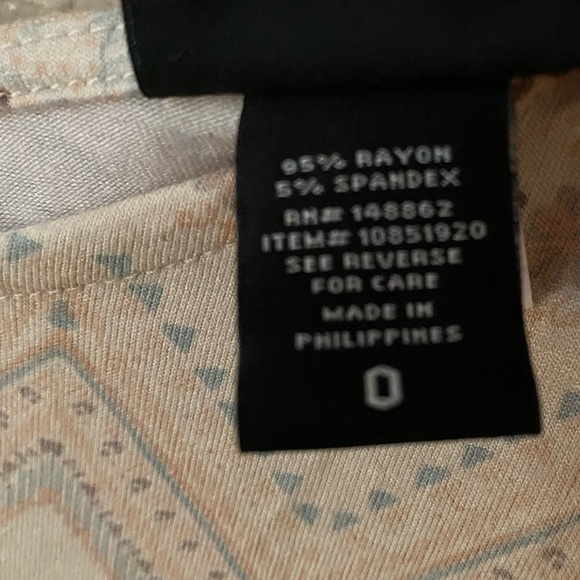 95% RAYON
5% SPANDEX
RN# 148862
ITEM# 10851920
SEE REVERSE
FOR CARE
MADE IN
PHILIPPINES
0